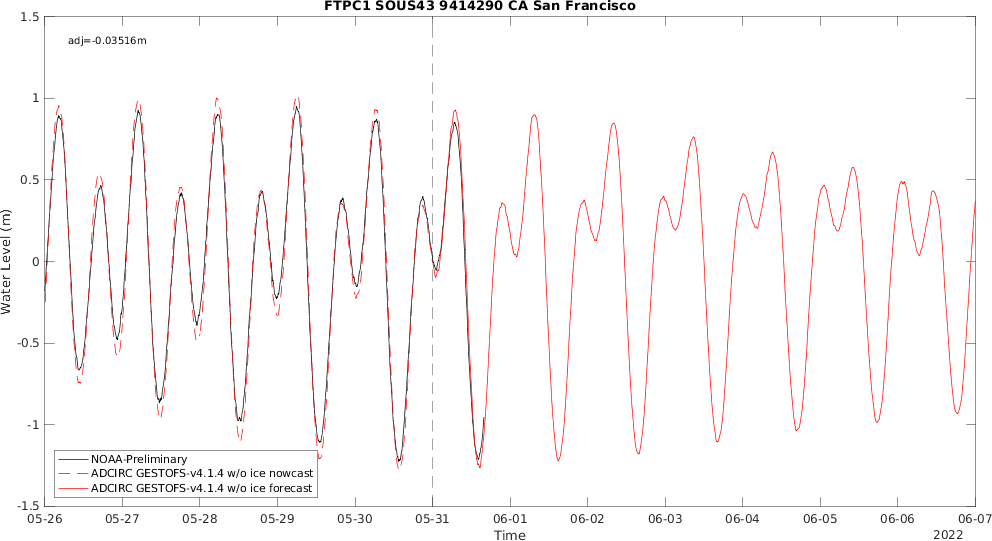 FTPC1 SOUS43 9414290 CA San Francisco
1.5
adj=-0.03516m
1
0.5
0
-0.5
-1
-1.5
Water Level (m)
NOAA-Preliminary
ADCIRC GESTOFS-v4.1.4 w/o ice nowcast
ADCIRC GESTOFS-v4.1.4 w/o ice forecast
05-26 05-27 05-28 05-29 05-30 05-31 06-01 06-02 06-03 06-04 06-05 06-06 06-07
Time
2022